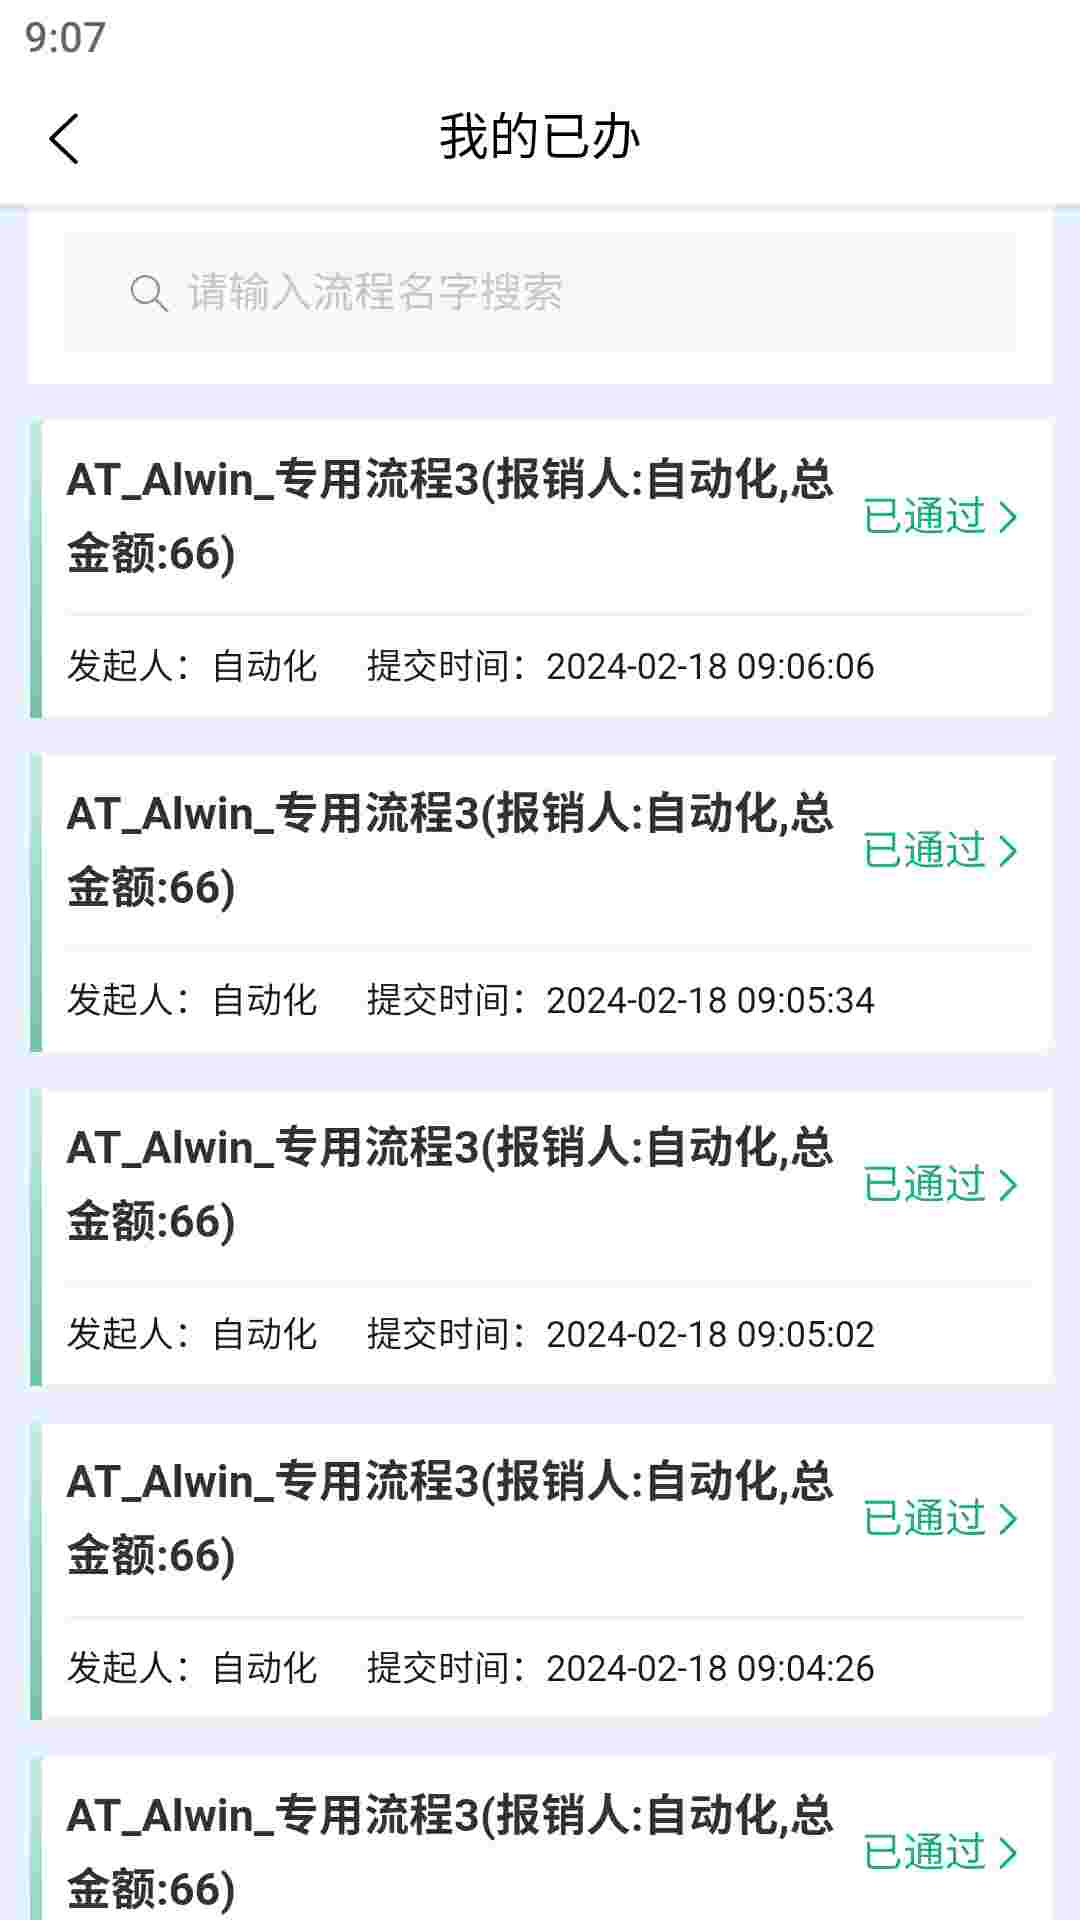 9:07
我的已办
请输入流程名字搜索
AT_Alwin_专用流程3(报销人:自动化,总
金额:66)
已通过
发起人：自动化 提交时间：2024-02-18 09:06:06
AT_Alwin_专用流程3(报销人:自动化,总
金额:66)
已通过
发起人：自动化 提交时间：2024-02-18 09:05:34
AT_Alwin_专用流程3(报销人:自动化,总
金额:66)
已通过
发起人：自动化 提交时间：2024-02-18 09:05:02
AT_Alwin_专用流程3(报销人:自动化,总
金额:66)
已通过
发起人：自动化 提交时间：2024-02-18 09:04:26
AT_Alwin_专用流程3(报销人:自动化,总
金额:66)
已通过